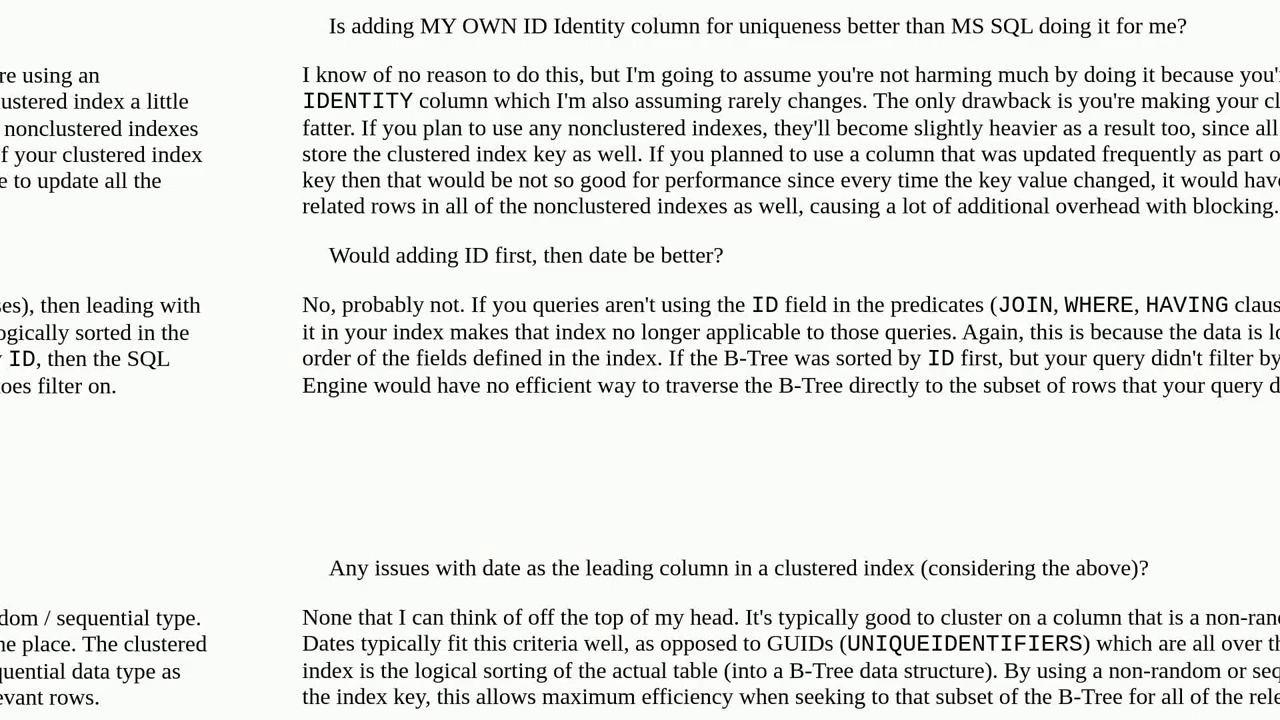 re using an
ustered index a little
nonclustered indexes
f your clustered index
e to update all the
ses), then leading with
ogically sorted in the
ID, then the SQL
oes filter on.
dom / sequential type.
he place. The clustered
quential data type as
evant rows.
Is adding MY OWN ID Identity column for uniqueness better than MS SQL doing it for me?
I know of no reason to do this, but I'm going to assume you're not harming much by doing it because you'r
IDENTITY column which I'm also assuming rarely changes. The only drawback is you're making your cl
fatter. If you plan to use any nonclustered indexes, they'll become slightly heavier as a result too, since all
store the clustered index key as well. If you planned to use a column that was updated frequently as part o
key then that would be not so good for performance since every time the key value changed, it would have
related rows in all of the nonclustered indexes as well, causing a lot of additional overhead with blocking.
Would adding ID first, then date be better?
No, probably not. If you queries aren't using the ID field in the predicates (JOIN, WHERE, HAVING claus
it in your index makes that index no longer applicable to those queries. Again, this is because the data is lo
order of the fields defined in the index. If the B-Tree was sorted by ID first, but your query didn't filter by
Engine would have no efficient way to traverse the B-Tree directly to the subset of rows that your query d
Any issues with date as the leading column in a clustered index (considering the above)?
None that I can think of off the top of my head. It's typically good to cluster on a column that is a non-ran
Dates typically fit this criteria well, as opposed to GUIDs (UNIQUEIDENTIFIERS) which are all over th
index is the logical sorting of the actual table (into a B-Tree data structure). By using a non-random or seq
the index key, this allows maximum efficiency when seeking to that subset of the B-Tree for all of the rele